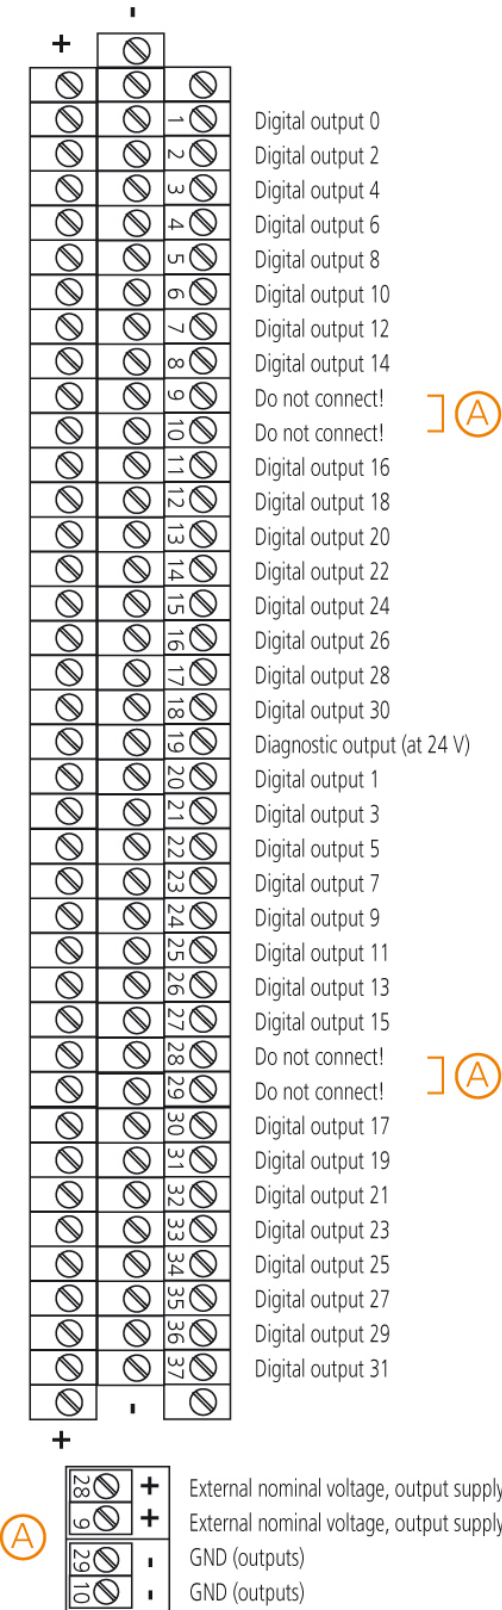 -
+
1 Digital output 0
2 Digital output 2
3 Digital output 4
4 Digital output 6
5 Digital output 8
6 Digital output 10
7 Digital output 12
8 Digital output 14
9 Do not connect!
A
10 Do not connect!
11 Digital output 16
12 Digital output 18
13 Digital output 20
14 Digital output 22
15 Digital output 24
16 Digital output 26
17 Digital output 28
18 Digital output 30
19 Diagnostic output (at 24 V)
20 Digital output 1
21 Digital output 3
22 Digital output 5
23 Digital output 7
24 Digital output 9
25 Digital output 11
26 Digital output 13
27 Digital output 15
28 Do not connect!
A
29 Do not connect!
30 Digital output 17
31 Digital output 19
32 Digital output 21
33 Digital output 23
34 Digital output 25
35 Digital output 27
36 Digital output 29
37 Digital output 31
-
+
28 + External nominal voltage, output supply
9 + External nominal voltage, output supply
A
29 - GND (outputs)
10 - GND (outputs)